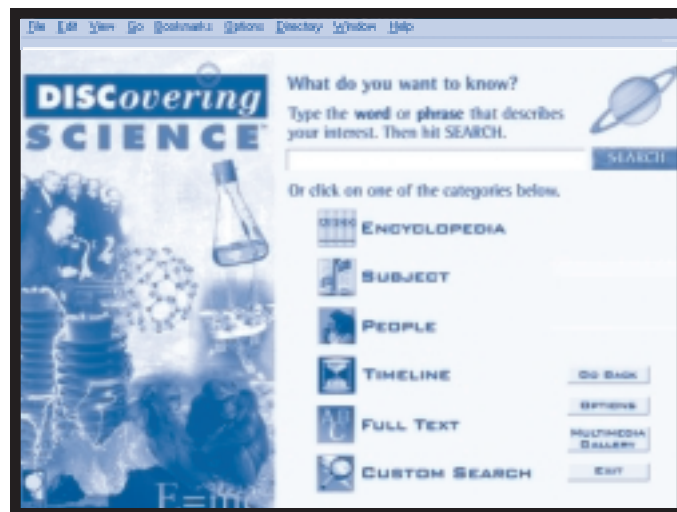 File Edit View Go Bookmarks Options Directory Window Help
DISCovering
SCIENCE™
What do you want to know?
Type the word or phrase that describes
your interest. Then hit SEARCH.
SEARCH
Or click on one of the categories below.
ENCYCLOPEDIA
SUBJECT
PEOPLE
TIMELINE
FULL TEXT
CUSTOM SEARCH
GO BACK
OPTIONS
MULTIMEDIA
GALLERY
EXIT
E=mc